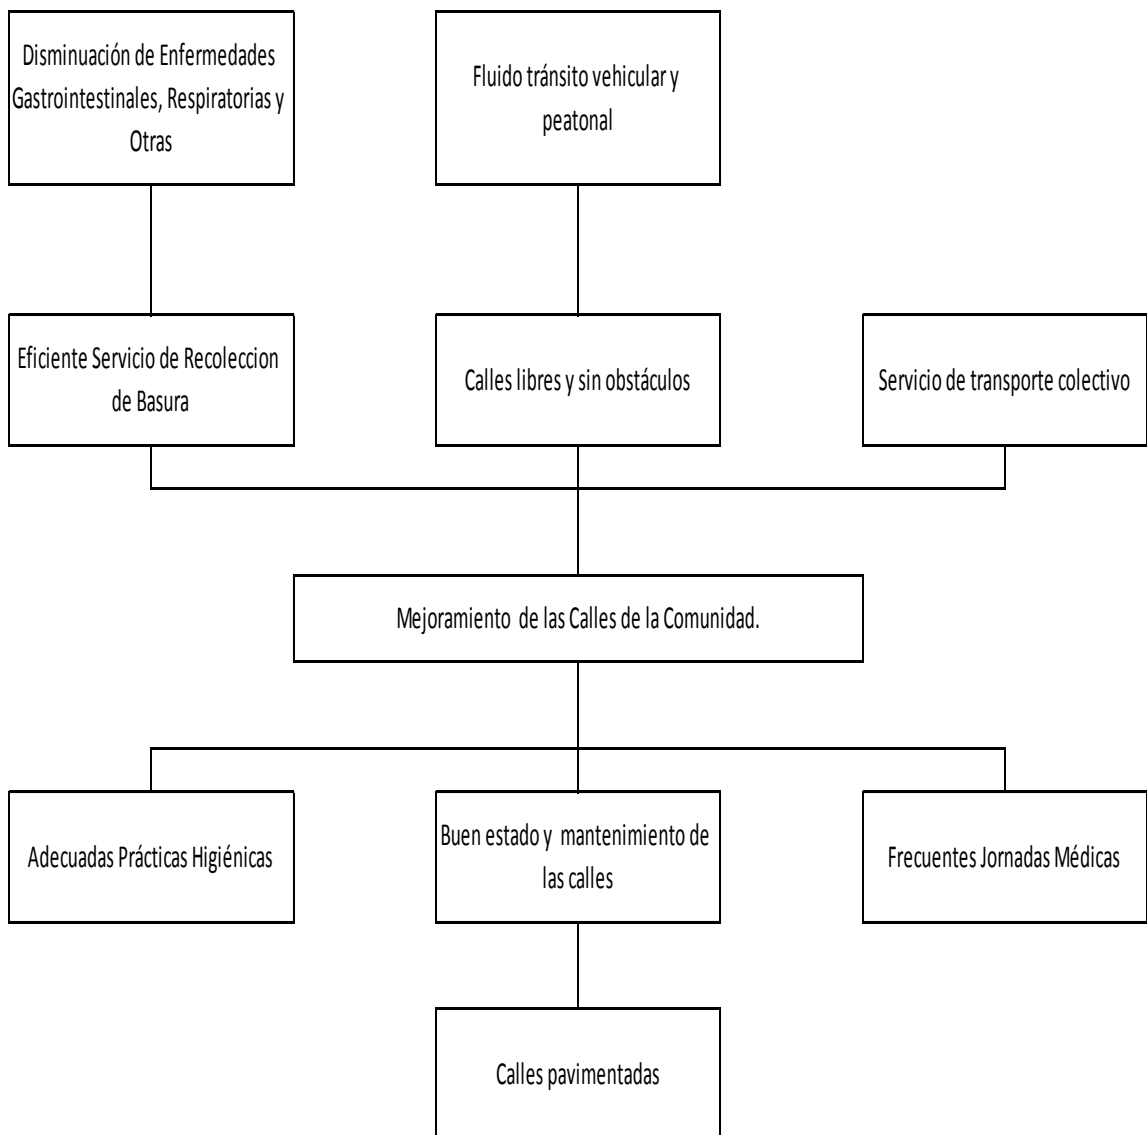 Disminuación de Enfermedades
Gastrointestinales, Respiratorias y
Otras
Fluido tránsito vehicular y
peatonal
Eficiente Servicio de Recoleccion
de Basura
Calles libres y sin obstáculos
Servicio de transporte colectivo
Mejoramiento de las Calles de la Comunidad.
Adecuadas Prácticas Higiénicas
Buen estado y mantenimiento de
las calles
Frecuentes Jornadas Médicas
Calles pavimentadas